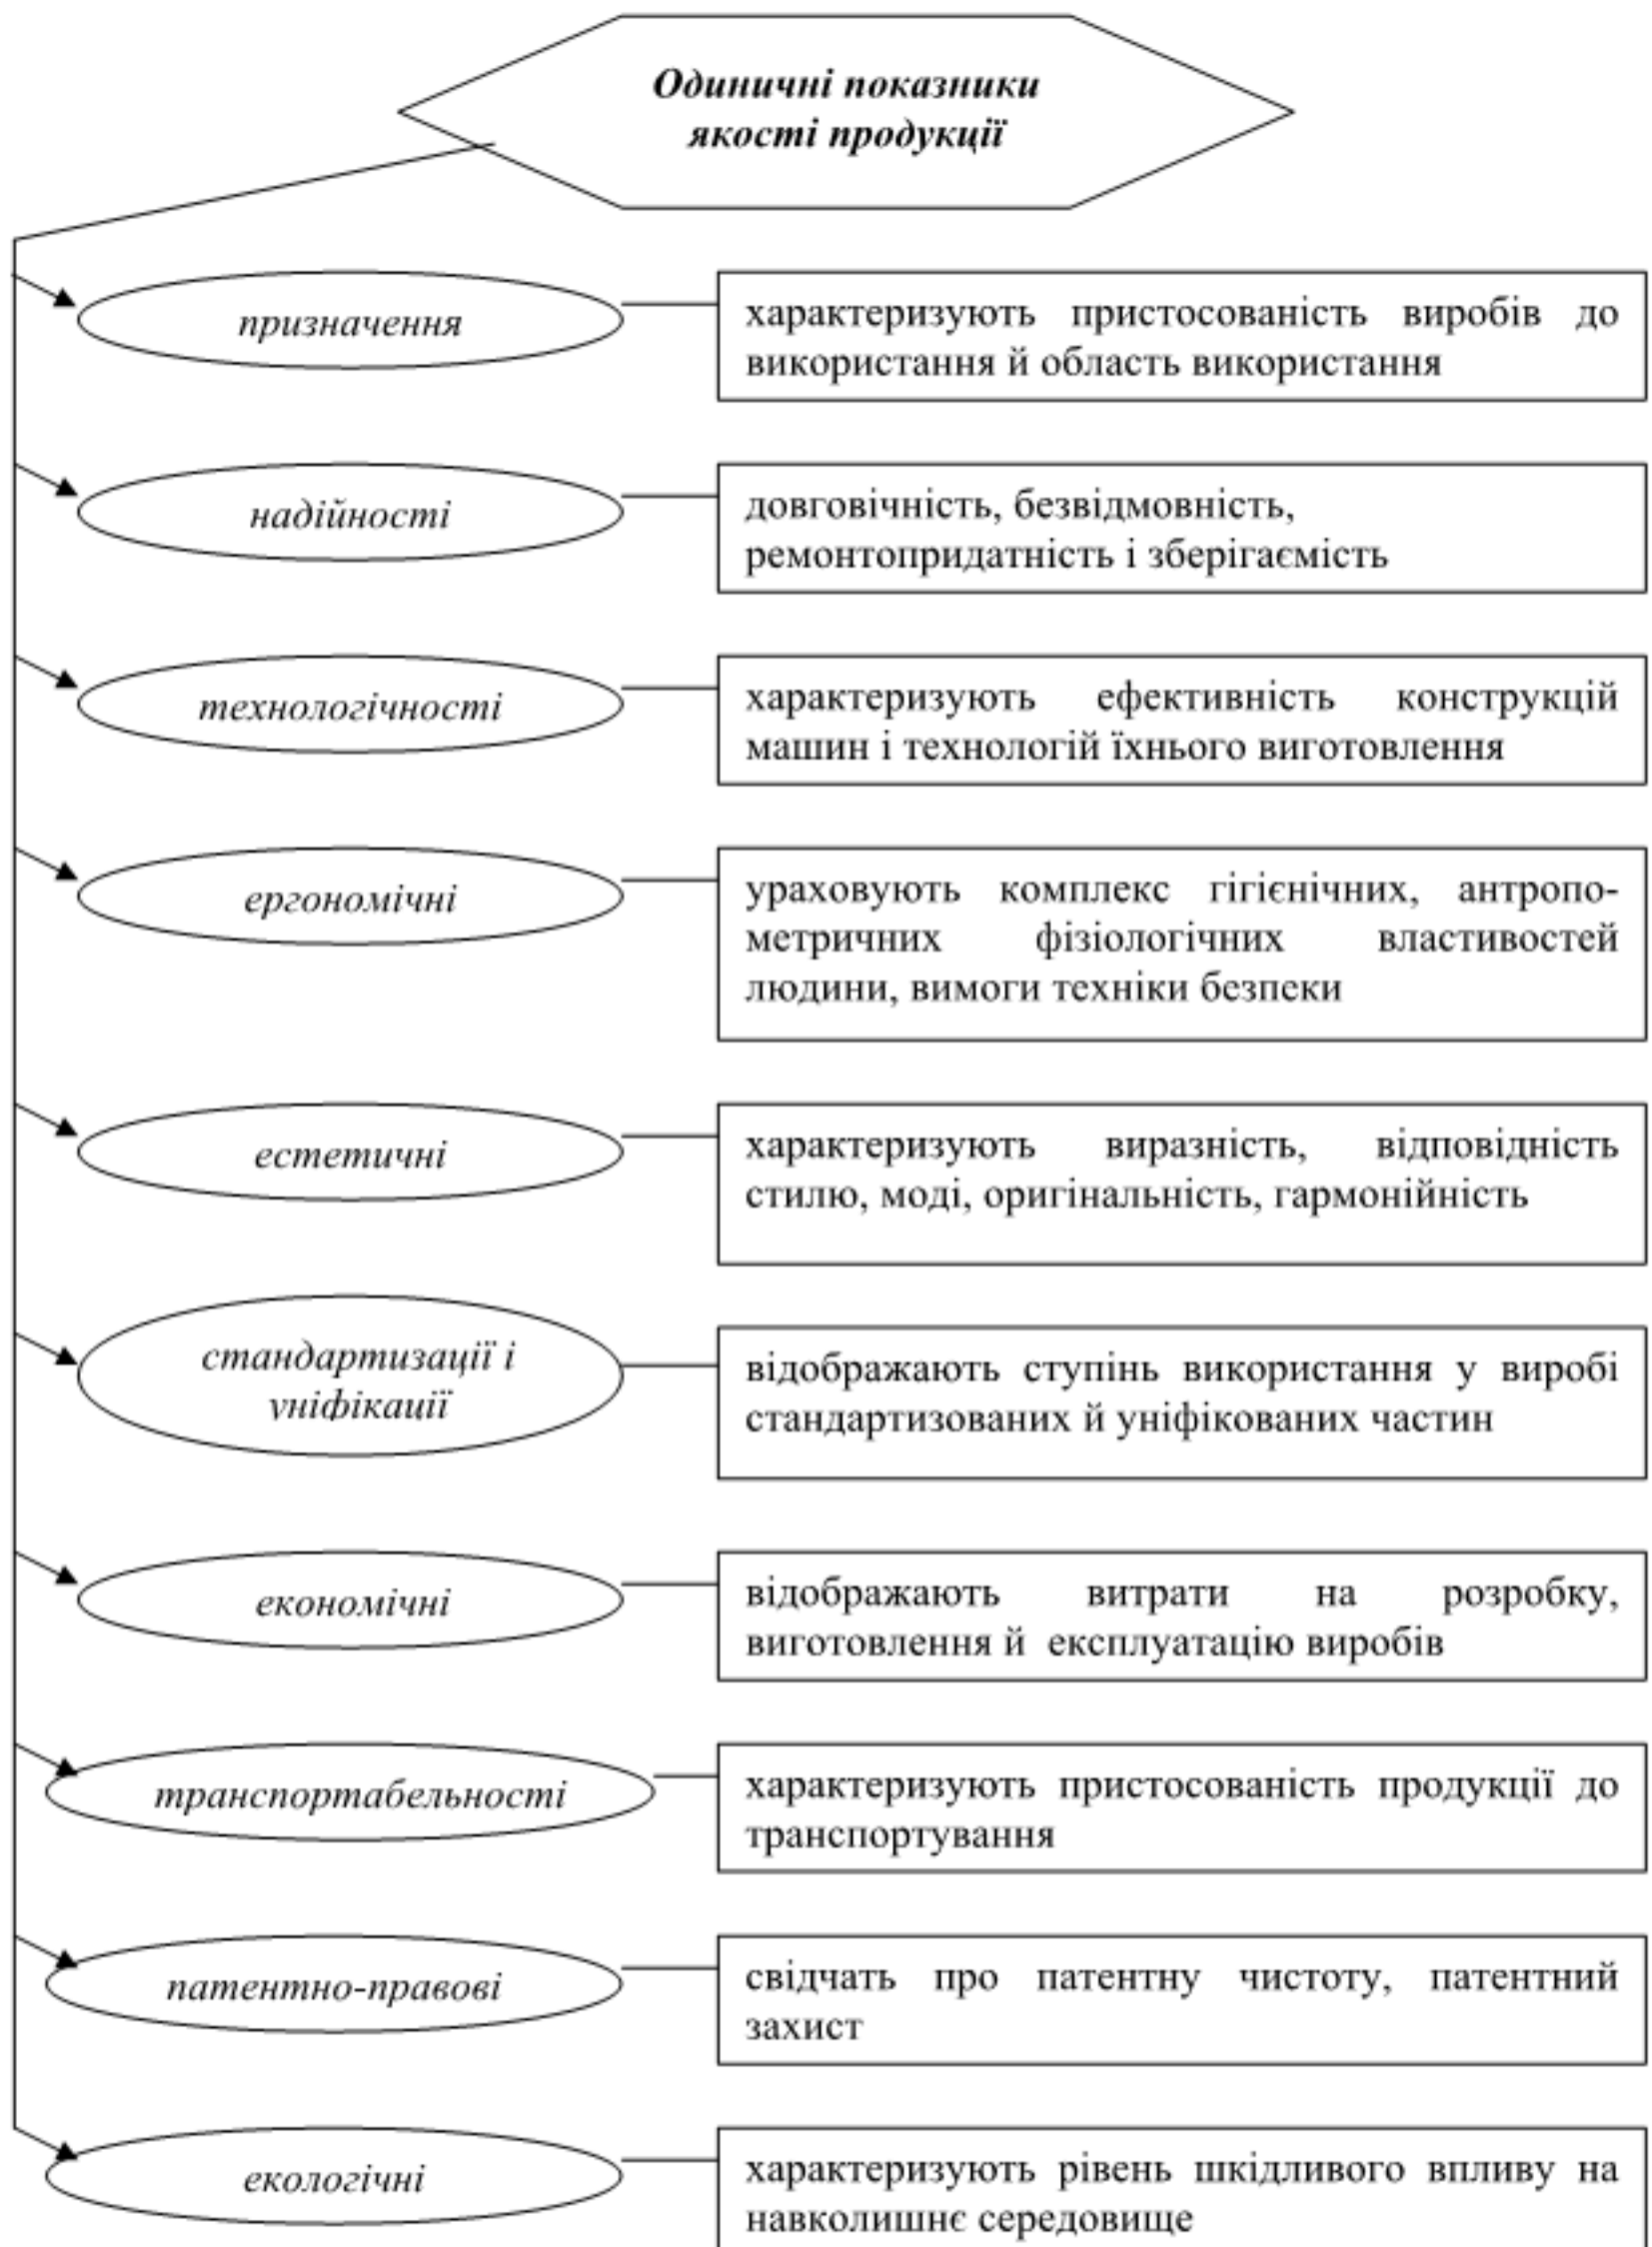 Одиничні показники
якості продукції
призначення
характеризують пристосованість виробів до
використання й область використання
надійності
довговічність, безвідмовність,
ремонтопридатність і зберігаємість
технологічності
характеризують ефективність конструкцій
машин і технологій їхнього виготовлення
ергономічні
ураховують комплекс гігієнічних, антропо-
метричних фізіологічних властивостей
людини, вимоги техніки безпеки
естетичні
характеризують виразність, відповідність
стилю, моді, оригінальність, гармонійність
стандартизації і
уніфікації
відображають ступінь використання у виробі
стандартизованих й уніфікованих частин
економічні
відображають витрати на розробку,
виготовлення й експлуатацію виробів
транспортабельності
характеризують пристосованість продукції до
транспортування
патентно-правові
свідчать про патентну чистоту, патентний
захист
екологічні
характеризують рівень шкідливого впливу на
навколишнє середовище